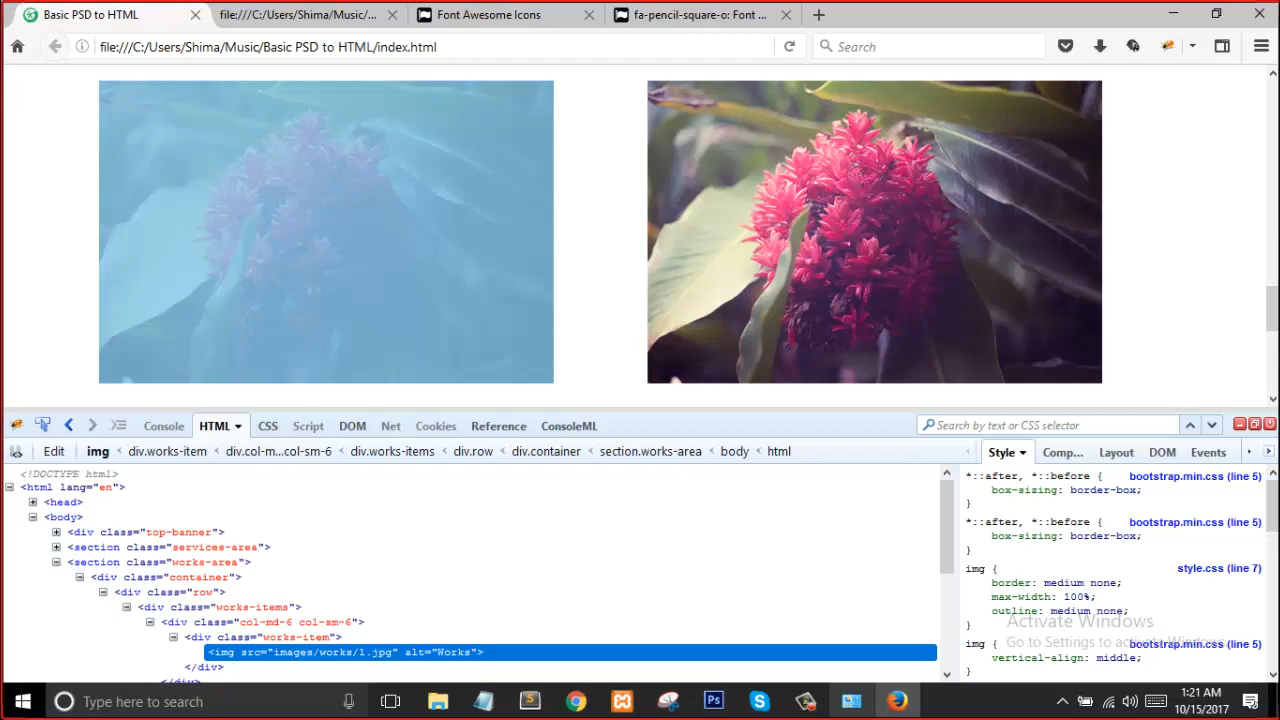 Basic PSD to HTML
file:///C:/Users/Shima/Music/...
Font Awesome Icons
fa-pencil-square-o: Font ...
file:///C:/Users/Shima/Music/Basic PSD to HTML/index.html
Search
Console
HTML
CSS
Script
DOM
Net
Cookies
Reference
ConsoleML
Search by text or CSS selector
Edit
img
div.works-item
div.col-m...col-sm-6
div.works-items
div.row
div.container
section.works-area
body
html
Style
Comp...
Layout
DOM
Events
<!DOCTYPE html>
<html lang="en">
<head>
<body>
<div class="top-banner">
<section class="services-area">
<section class="works-area">
<div class="container">
<div class="row">
<div class="works-items">
<div class="col-md-6 col-sm-6">
<div class="works-item">
<img src="images/works/1.jpg" alt="Works">
</div>
*::after, *::before {
bootstrap.min.css (line 5)
box-sizing: border-box;
}
*::after, *::before {
bootstrap.min.css (line 5)
box-sizing: border-box;
}
img {
style.css (line 7)
border: medium none;
max-width: 100%;
outline: medium none;
}
img {
bootstrap.min.css (line 5)
vertical-align: middle;
}
Activate Windows
Go to Settings to activate Windows.
Type here to search
Ps
1:21 AM
10/15/2017